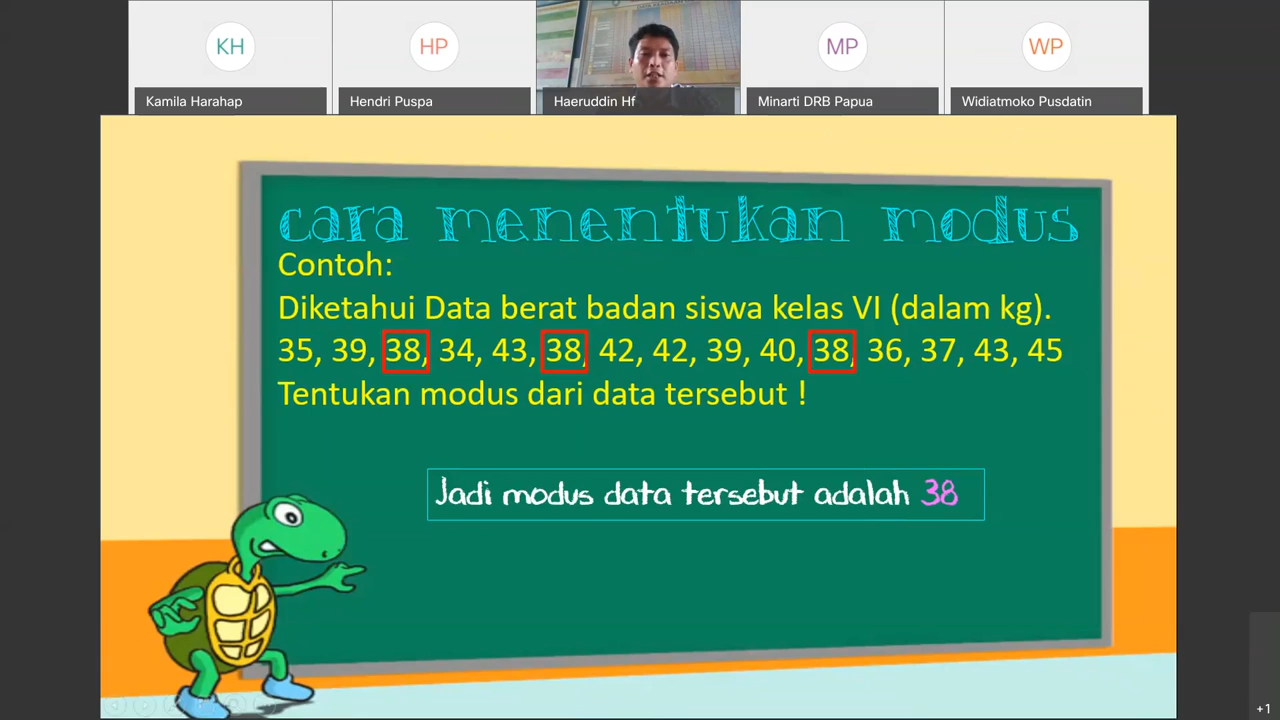 KH
HP
MP
WP
Kamila Harahap
Hendri Puspa
Haeruddin Hf
Minarti DRB Papua
Widiatmoko Pusdatin
cara menentukan modus
Contoh:
Diketahui Data berat badan siswa kelas VI (dalam kg).
35, 39, 38, 34, 43, 38, 42, 42, 39, 40, 38, 36, 37, 43, 45
Tentukan modus dari data tersebut !
Jadi modus data tersebut adalah 38
+1